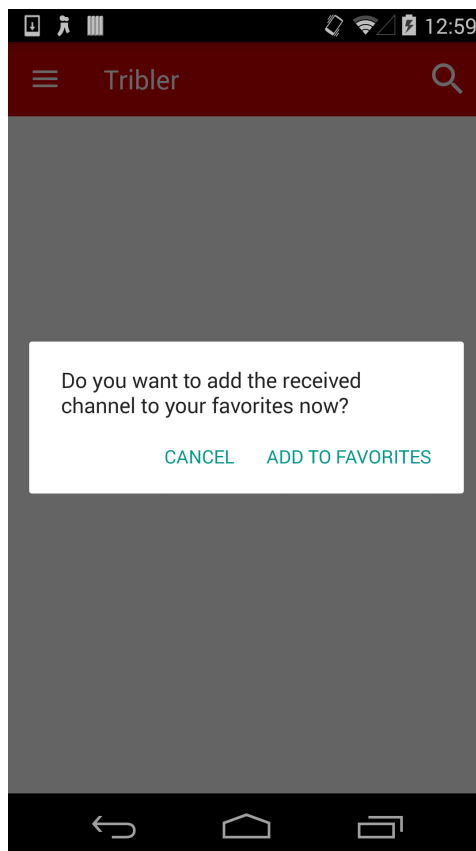 12:59
Tribler
Do you want to add the received
channel to your favorites now?
CANCEL ADD TO FAVORITES